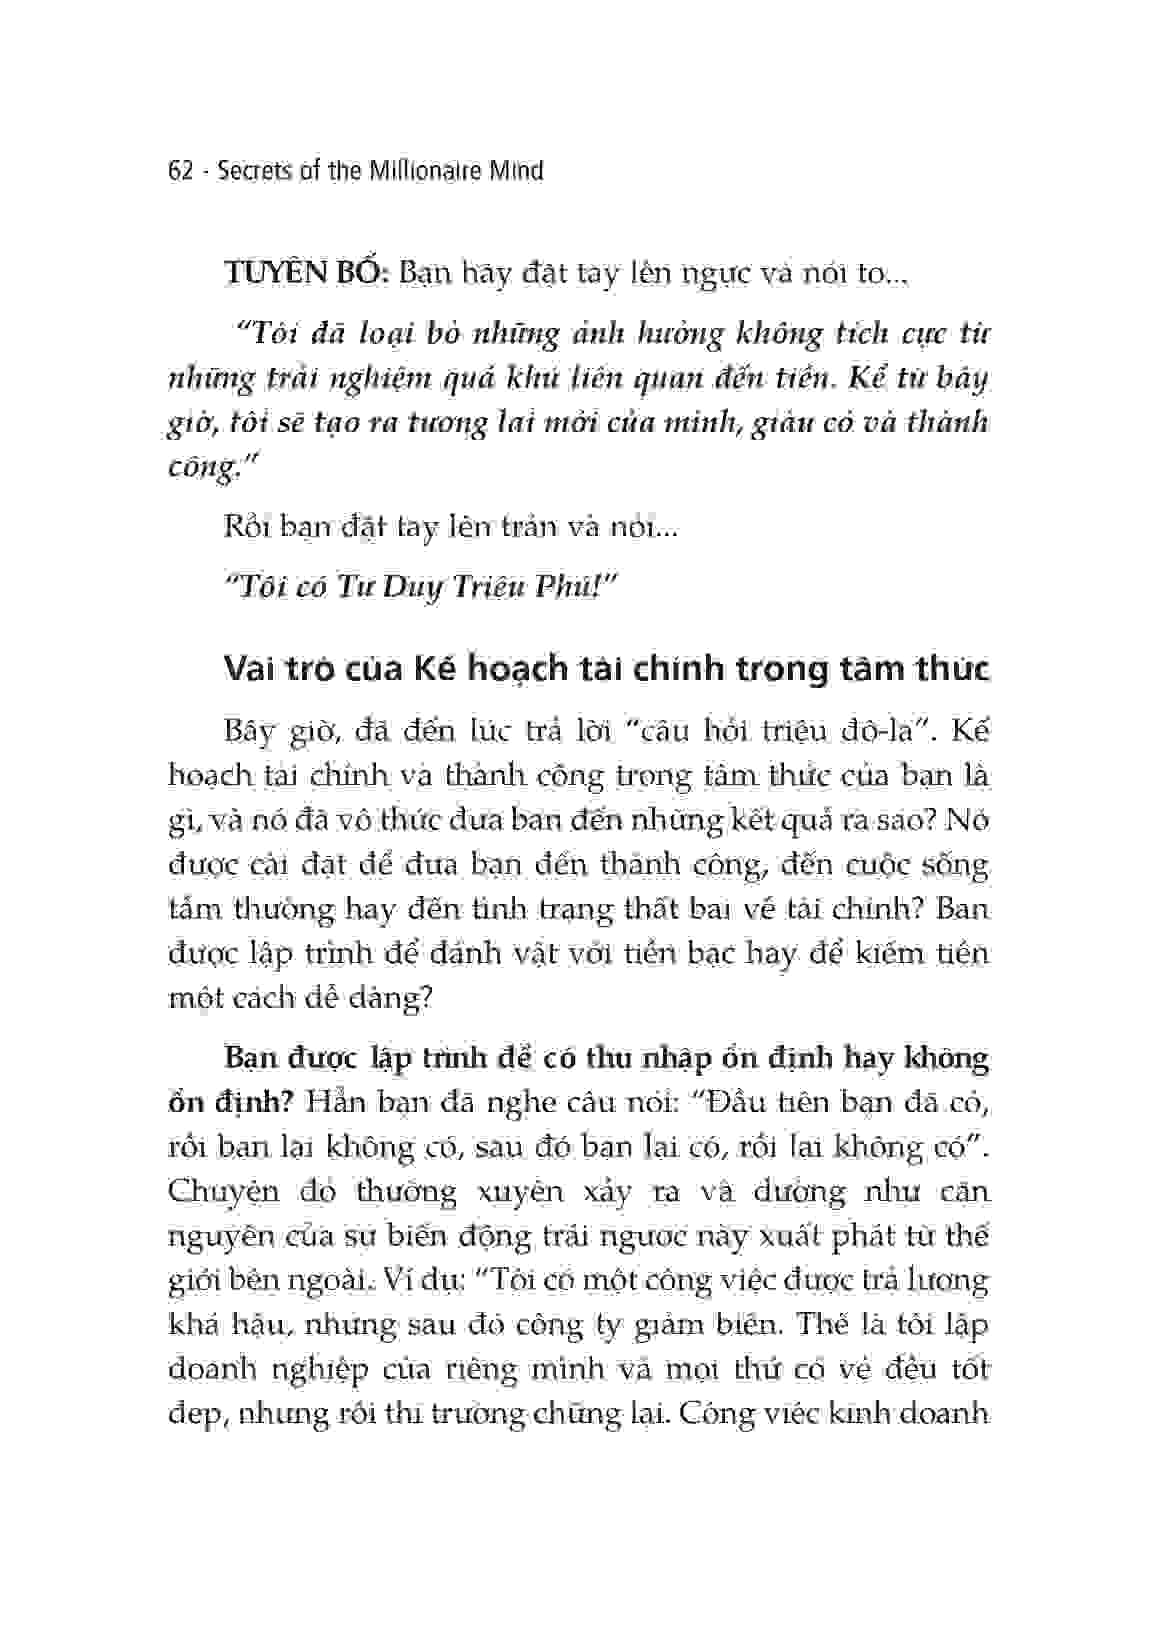 62 - Secrets of the Millionaire Mind
TUYÊN BỐ: Bạn hãy đặt tay lên ngực và nói to...
“Tôi đã loại bỏ những ảnh hưởng không tích cực từ
những trải nghiệm quá khứ liên quan đến tiền. Kể từ bây
giờ, tôi sẽ tạo ra tương lai mới của mình, giàu có và thành
công.”
Rồi bạn đặt tay lên trán và nói...
“Tôi có Tư Duy Triệu Phú!”
Vai trò của Kế hoạch tài chính trong tâm thức
Bây giờ, đã đến lúc trả lời “câu hỏi triệu đô-la”. Kế
hoạch tài chính và thành công trong tâm thức của bạn là
gì, và nó đã vô thức đưa bạn đến những kết quả ra sao? Nó
được cài đặt để đưa bạn đến thành công, đến cuộc sống
tầm thường hay đến tình trạng thất bại về tài chính? Bạn
được lập trình để đánh vật với tiền bạc hay để kiếm tiền
một cách dễ dàng?
Bạn được lập trình để có thu nhập ổn định hay không
ổn định? Hẳn bạn đã nghe câu nói: “Đầu tiên bạn đã có,
rồi bạn lại không có, sau đó bạn lại có, rồi lại không có”.
Chuyện đó thường xuyên xảy ra và dường như căn
nguyên của sự biến động trái ngược này xuất phát từ thế
giới bên ngoài. Ví dụ: “Tôi có một công việc được trả lương
khá hậu, nhưng sau đó công ty giảm biên. Thế là tôi lập
doanh nghiệp của riêng mình và mọi thứ có vẻ đều tốt
đẹp, nhưng rồi thị trường chững lại. Công việc kinh doanh